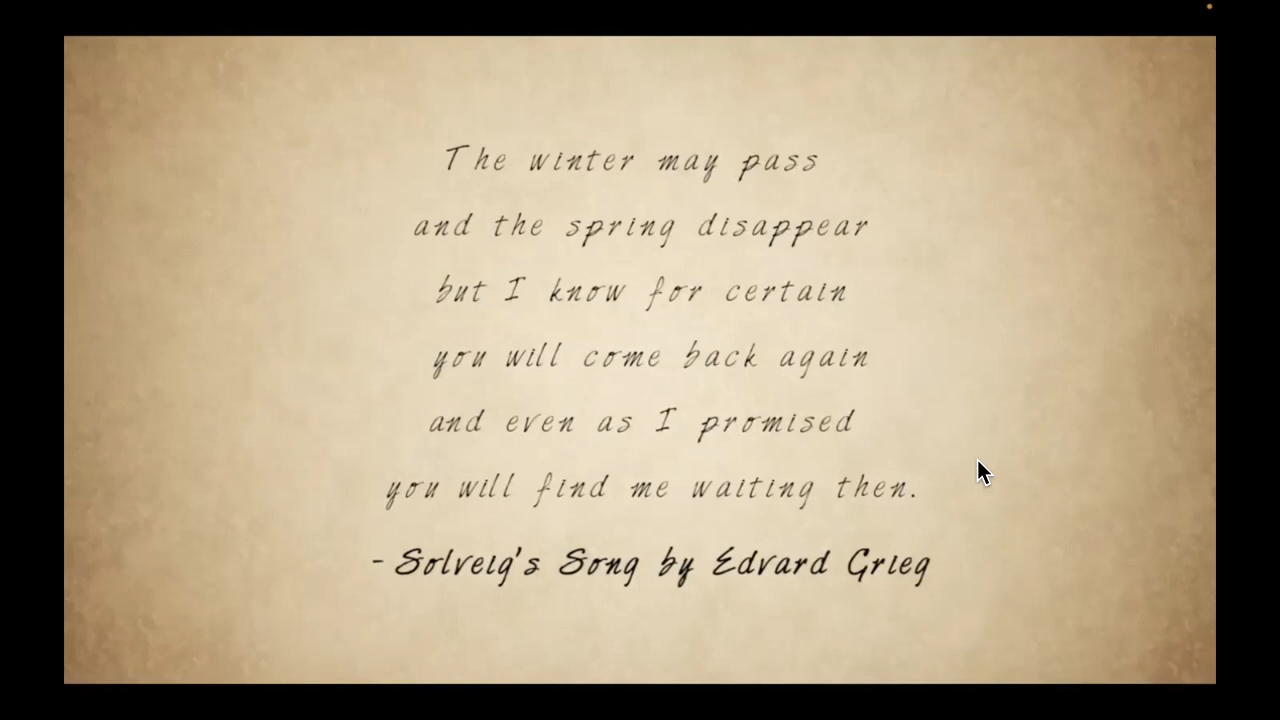 The winter may pass
and the spring disappear
but I know for certain
you will come back again
and even as I promised
you will find me waiting then.
- Solveig's Song by Edvard Grieg